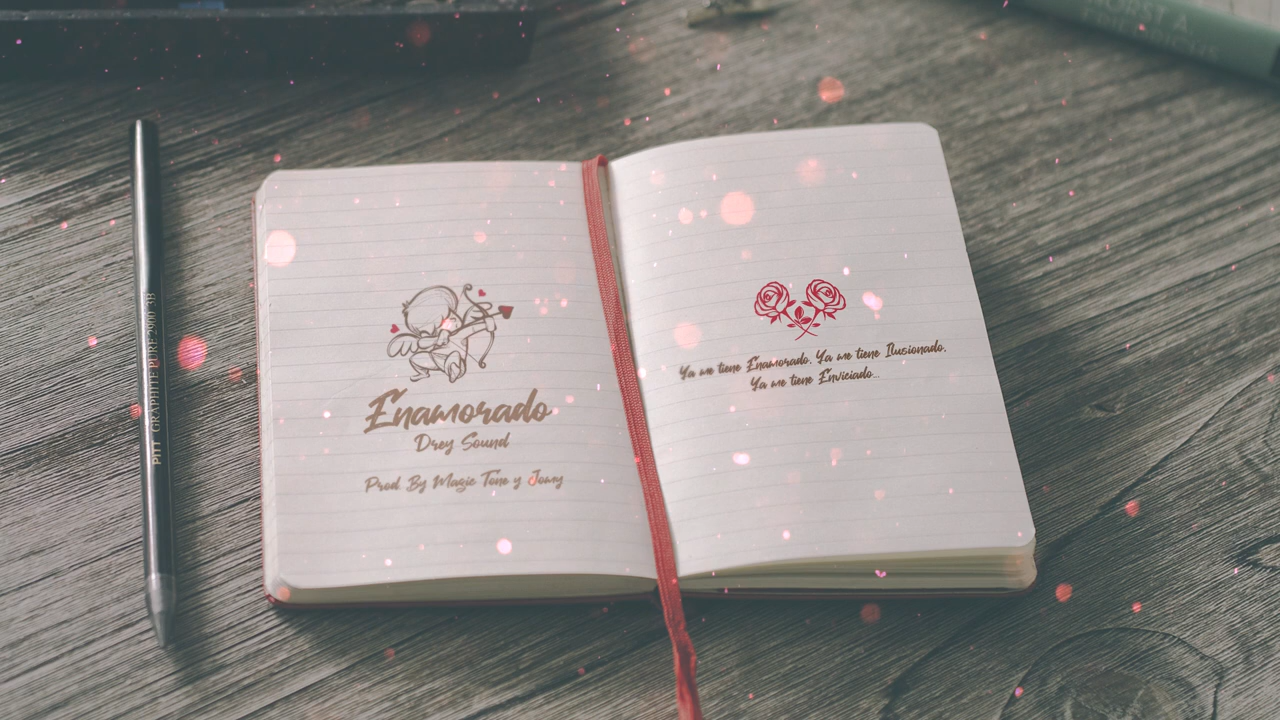 Enamorado
Drey Sound
Prod By Magic Tone y Jowny
Ya me tiene Enamorado. Ya me tiene Ilusionado.
Ya me tiene Enviciado...
PITT GRAPHITE PURE 2900 3B